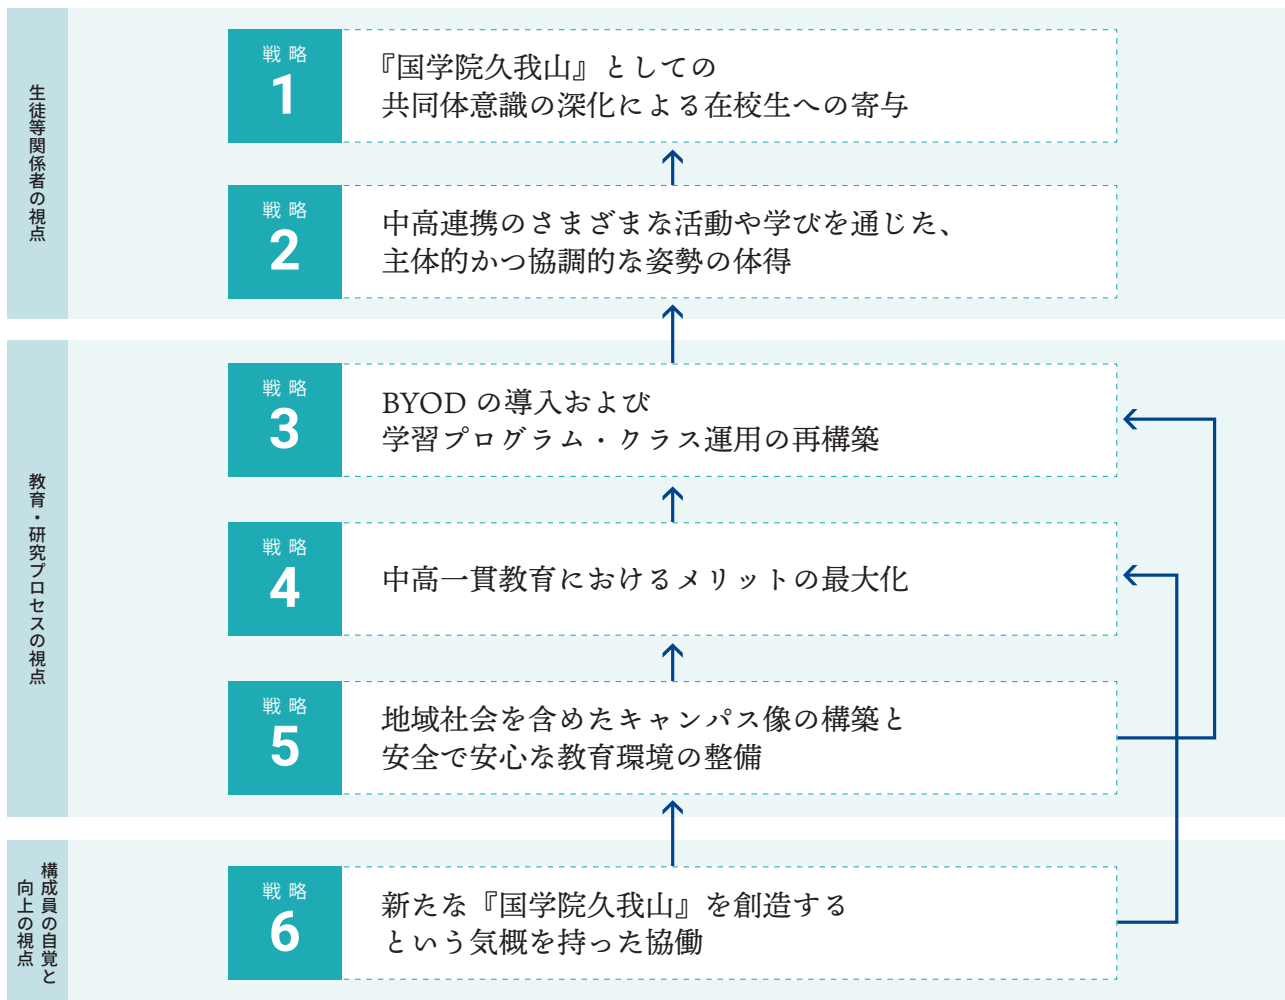 生徒等関係者の視点
戦略
1
『国学院久我山』としての
共同体意識の深化による在校生への寄与
戦略
2
中高連携のさまざまな活動や学びを通じた、
主体的かつ協調的な姿勢の体得
教育・研究プロセスの視点
戦略
3
BYOD の導入および
学習プログラム・クラス運用の再構築
戦略
4
中高一貫教育におけるメリットの最大化
戦略
5
地域社会を含めたキャンパス像の構築と
安全で安心な教育環境の整備
構成員の自覚と
向上の視点
戦略
6
新たな『国学院久我山』を創造する
という気概を持った協働